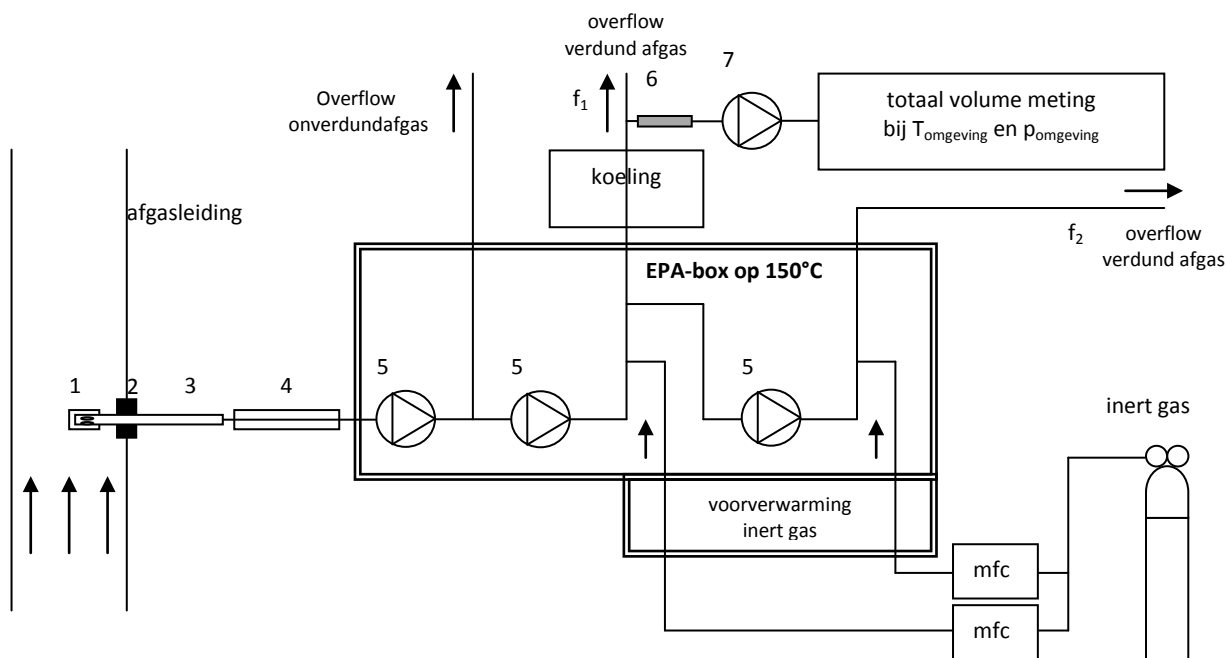 overflow
verdund afgas
f1
6
7
Overflow
onverdundafgas
totaal volume meting
bij Tomgeving en pomgeving
koeling
afgasleiding
f2
overflow
verdund afgas
EPA-box op 150°C
1
2
3
4
5
5
5
inert gas
voorverwarming
inert gas
mfc
mfc